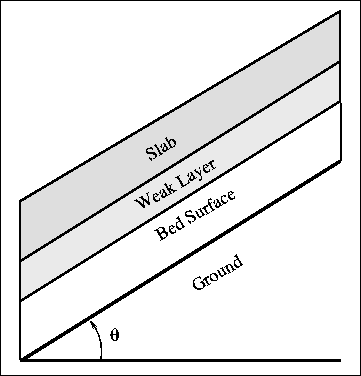 Slab
Weak Layer
Bed Surface
Ground
θ